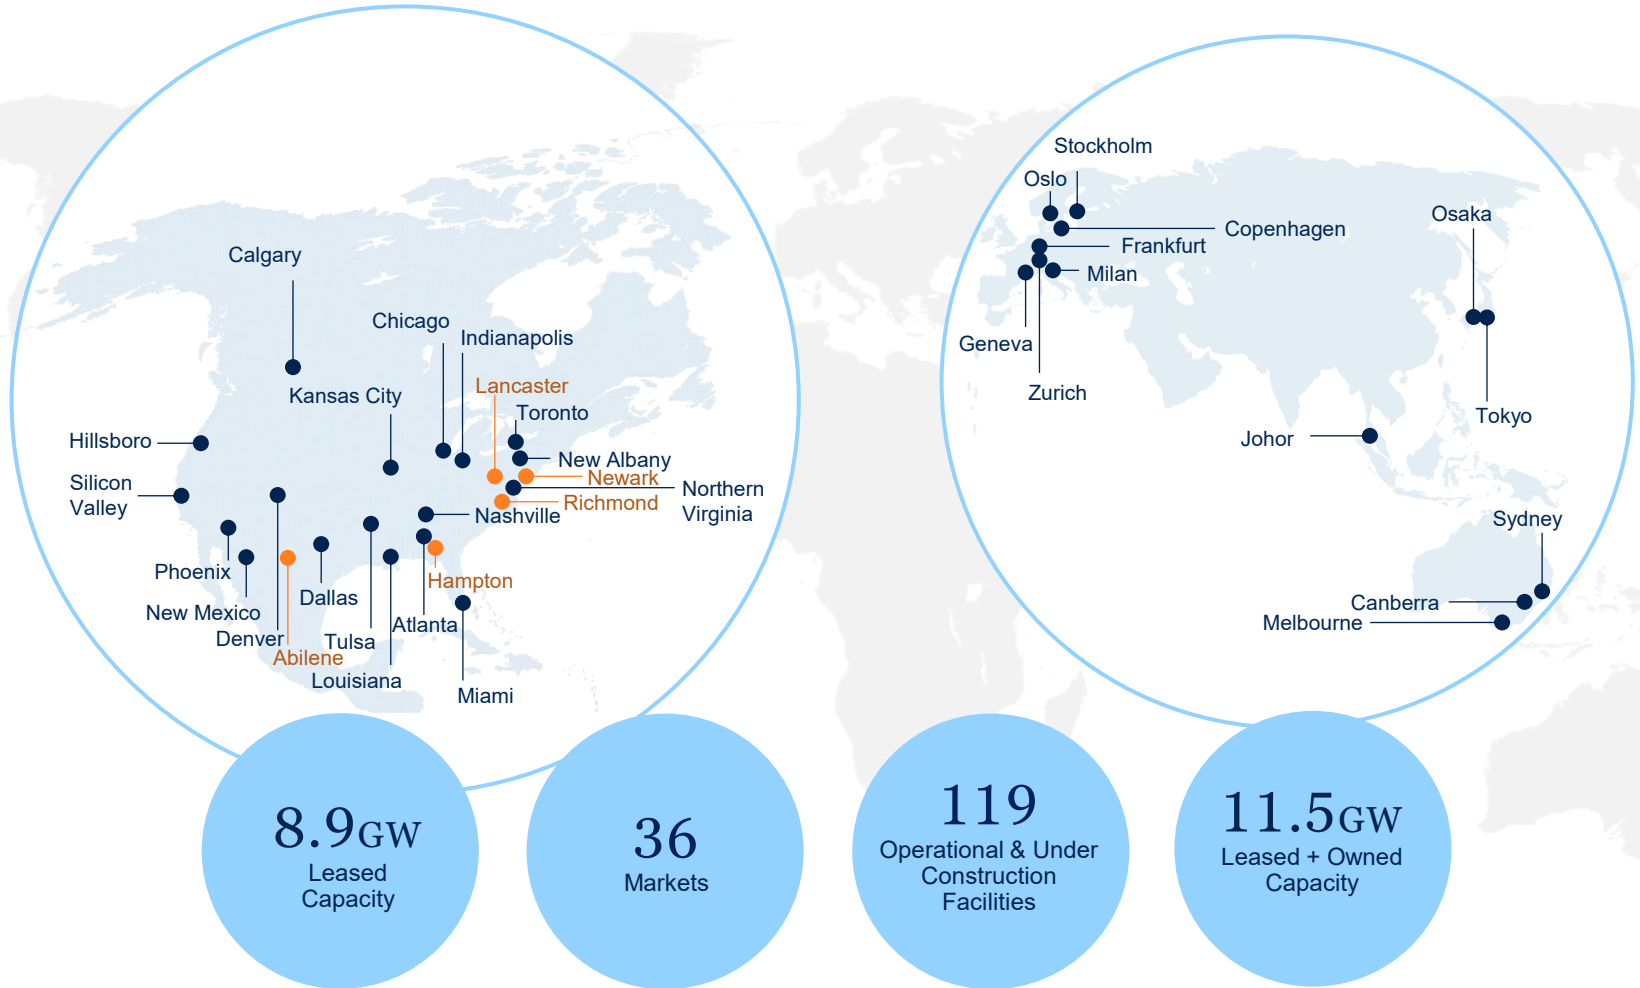 Calgary
Chicago
Indianapolis
Kansas City
Lancaster
Toronto
Hillsboro
New Albany
Newark
Silicon
Valley
Northern
Virginia
Richmond
Nashville
Phoenix
Hampton
New Mexico
Dallas
Denver
Tulsa
Atlanta
Abilene
Louisiana
Miami
Stockholm
Oslo
Copenhagen
Frankfurt
Milan
Geneva
Zurich
Osaka
Tokyo
Johor
Sydney
Canberra
Melbourne
8.9GW
Leased
Capacity
36
Markets
119
Operational & Under
Construction
Facilities
11.5GW
Leased + Owned
Capacity